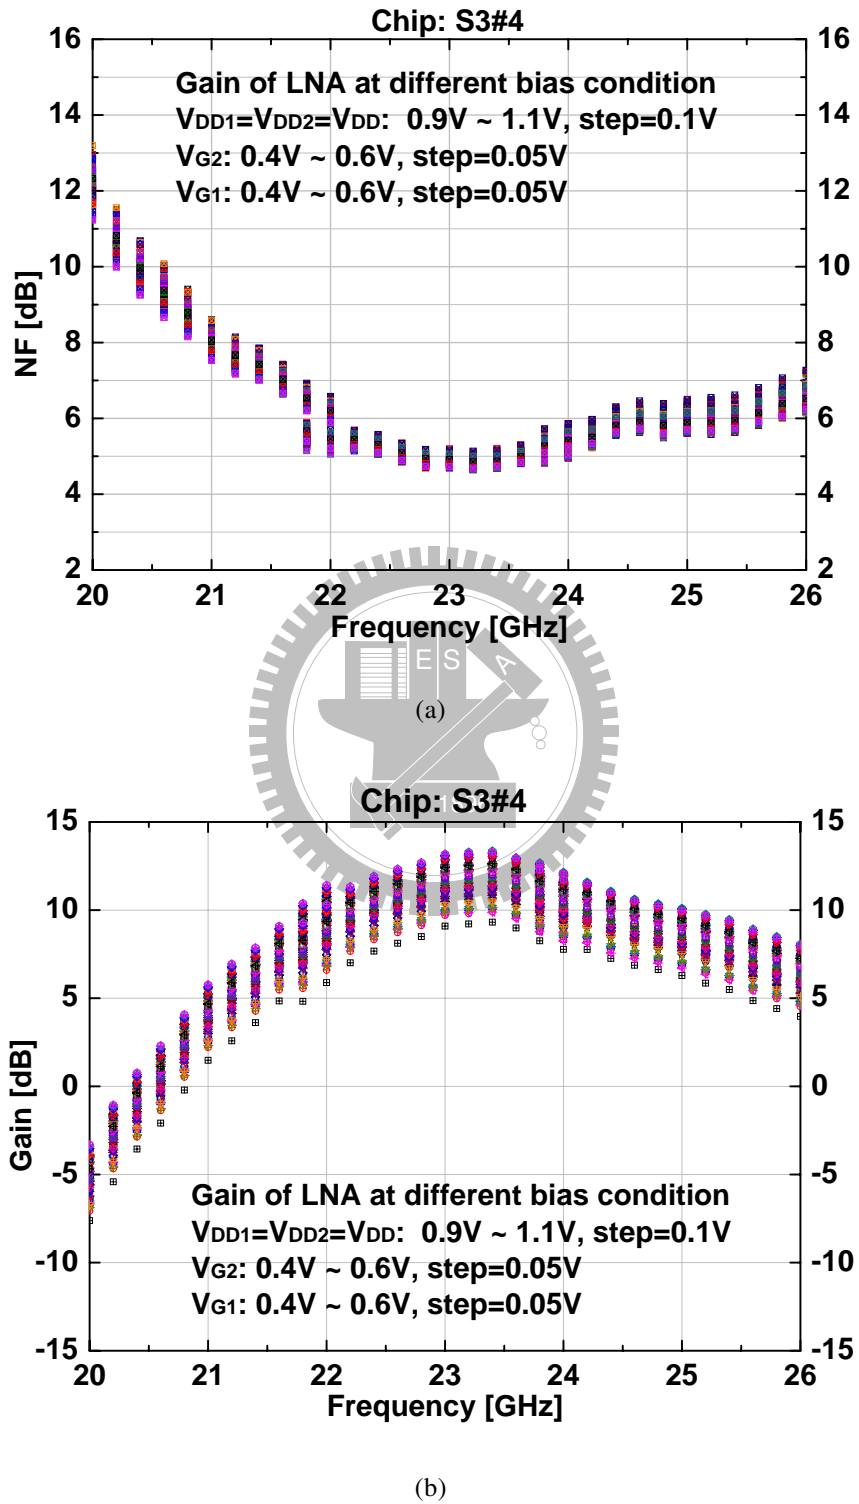 Chip: S3#4
16
14
12
10
8
6
4
2
16
14
12
10
8
6
4
2
NF [dB]
Gain of LNA at different bias condition
VDD1=VDD2=VDD: 0.9V ~ 1.1V, step=0.1V
VG2: 0.4V ~ 0.6V, step=0.05V
VG1: 0.4V ~ 0.6V, step=0.05V
20 21 22 23 24 25 26
Frequency [GHz]
E S A
(a)
Chip: S3#4
15
10
5
0
-5
-10
-15
15
10
5
0
-5
-10
-15
Gain [dB]
Gain of LNA at different bias condition
VDD1=VDD2=VDD: 0.9V ~ 1.1V, step=0.1V
VG2: 0.4V ~ 0.6V, step=0.05V
VG1: 0.4V ~ 0.6V, step=0.05V
20 21 22 23 24 25 26
Frequency [GHz]
(b)